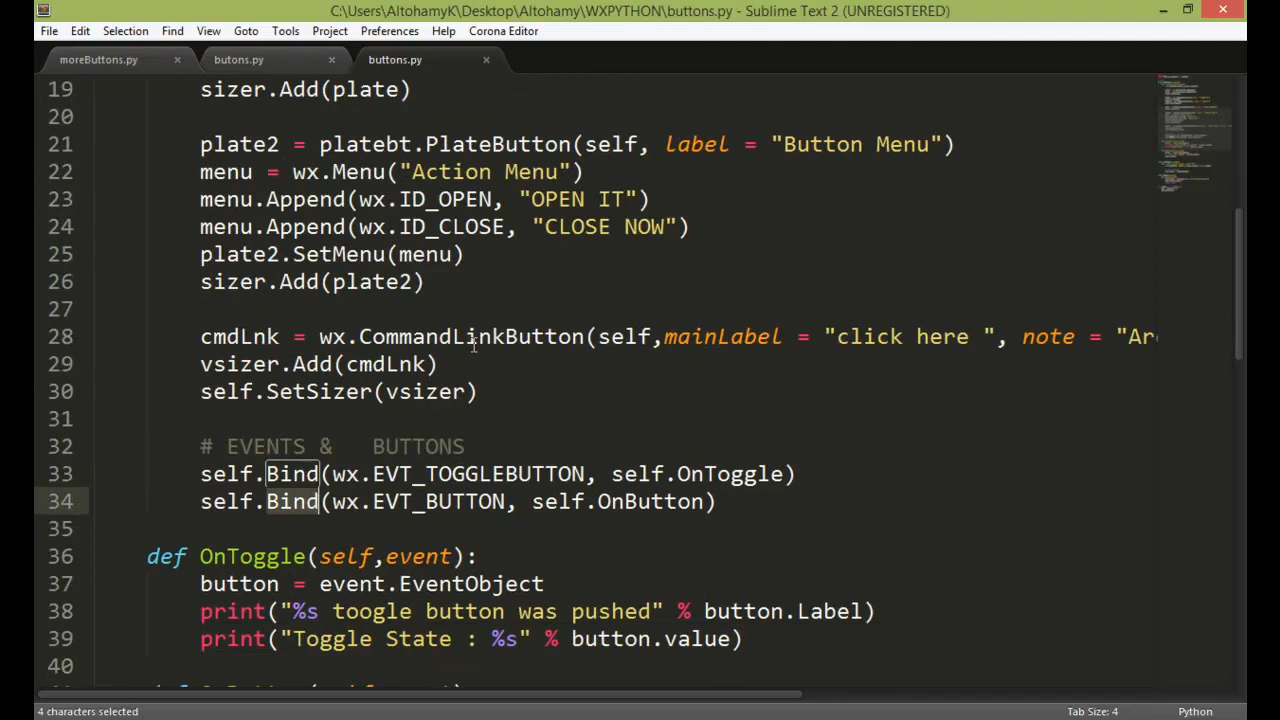 C:\Users\AltohamyK\Desktop\Altohamy\WXPYTHON\buttons.py - Sublime Text 2 (UNREGISTERED)
File Edit Selection Find View Goto Tools Project Preferences Help Corona Editor
moreButtons.py × butons.py × buttons.py ×
19 sizer.Add(plate)
20
21 plate2 = platebt.PlateButton(self, label = "Button Menu")
22 menu = wx.Menu("Action Menu")
23 menu.Append(wx.ID_OPEN, "OPEN IT")
24 menu.Append(wx.ID_CLOSE, "CLOSE NOW")
25 plate2.SetMenu(menu)
26 sizer.Add(plate2)
27
28 cmdLnk = wx.CommandLinkButton(self,mainLabel = "click here ", note = "Ar
29 vsizer.Add(cmdLnk)
30 self.SetSizer(vsizer)
31
32 # EVENTS & BUTTONS
33 self.Bind(wx.EVT_TOGGLEBUTTON, self.OnToggle)
34 self.Bind(wx.EVT_BUTTON, self.OnButton)
35
36 def OnToggle(self,event):
37 button = event.EventObject
38 print("%s toogle button was pushed" % button.Label)
39 print("Toggle State : %s" % button.value)
40
4 characters selected Tab Size: 4 Python